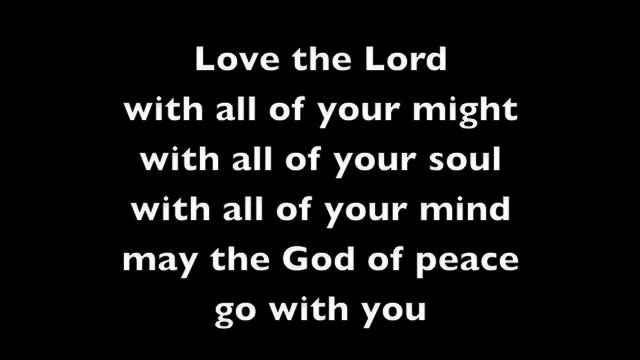 Love the Lord
with all of your might
with all of your soul
with all of your mind
may the God of peace
go with you